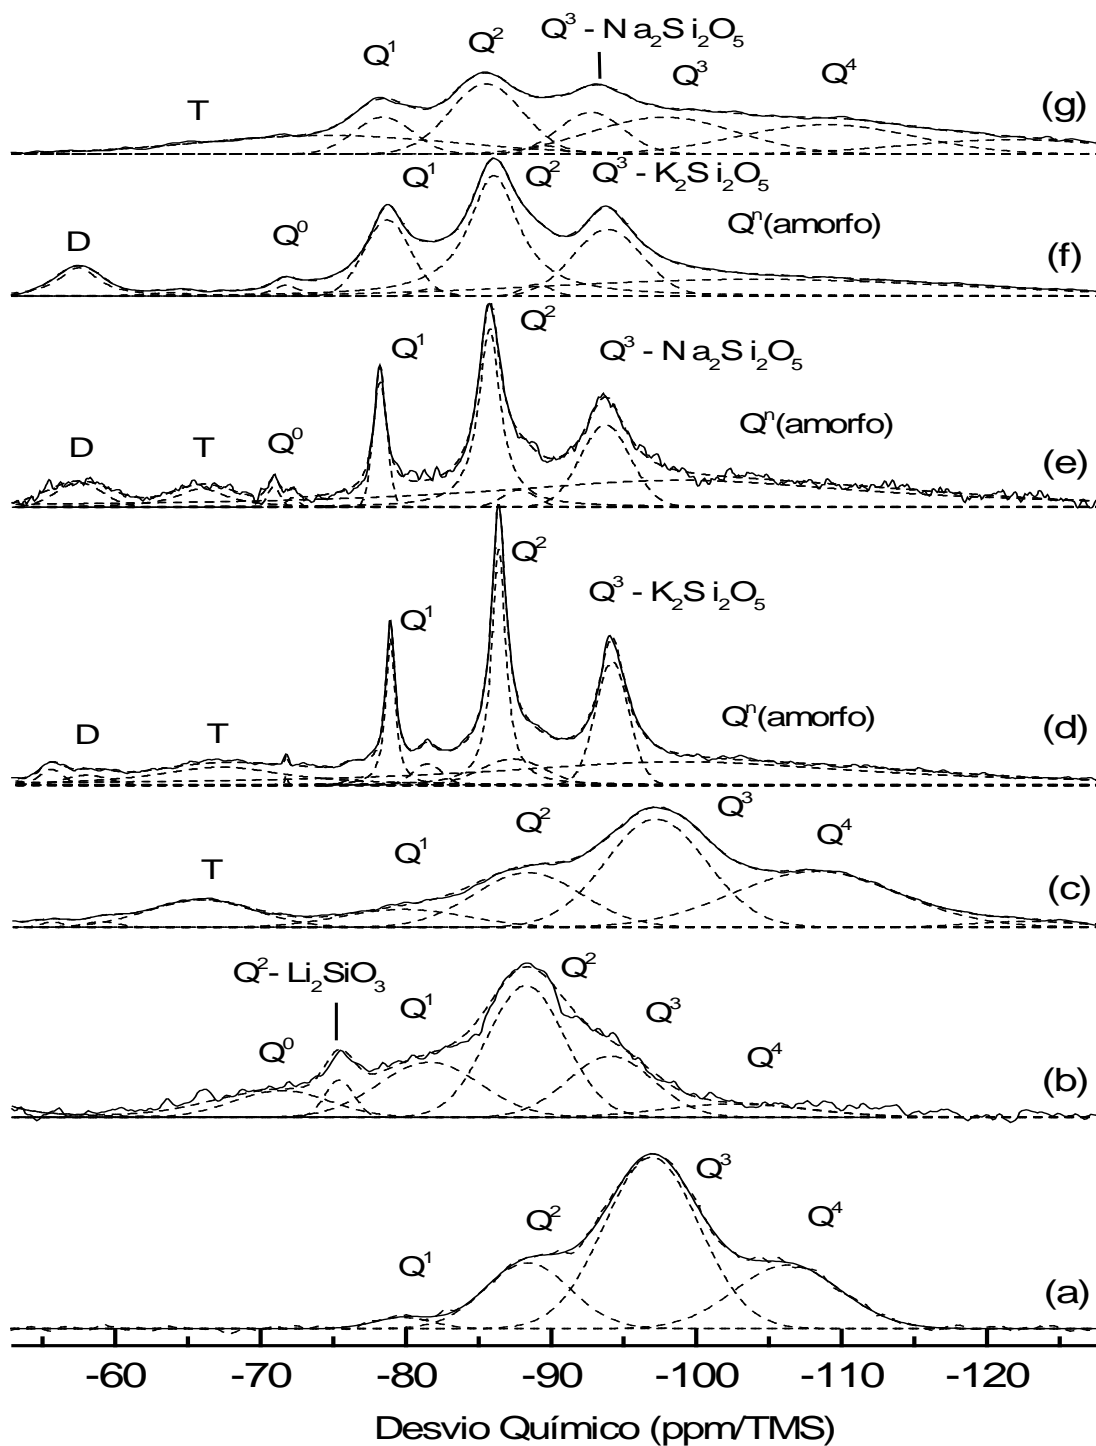 Q³ - Na₂Si₂O₅
Q¹ Q² Q³ Q⁴
T (g)
Q¹ Q² Q³ - K₂Si₂O₅
D Q⁰ Qⁿ(amorfo) (f)
Q¹ Q² Q³ - Na₂Si₂O₅
D T Q⁰ Qⁿ(amorfo) (e)
Q²
Q¹ Q³ - K₂Si₂O₅
D T Qⁿ(amorfo) (d)
Q² Q³
T Q¹ Q⁴ (c)
Q² - Li₂SiO₃ Q²
Q¹ Q³
Q⁰ Q⁴ (b)
Q³
Q² Q⁴
Q¹ (a)
-60 -70 -80 -90 -100 -110 -120
Desvio Químico (ppm/TMS)